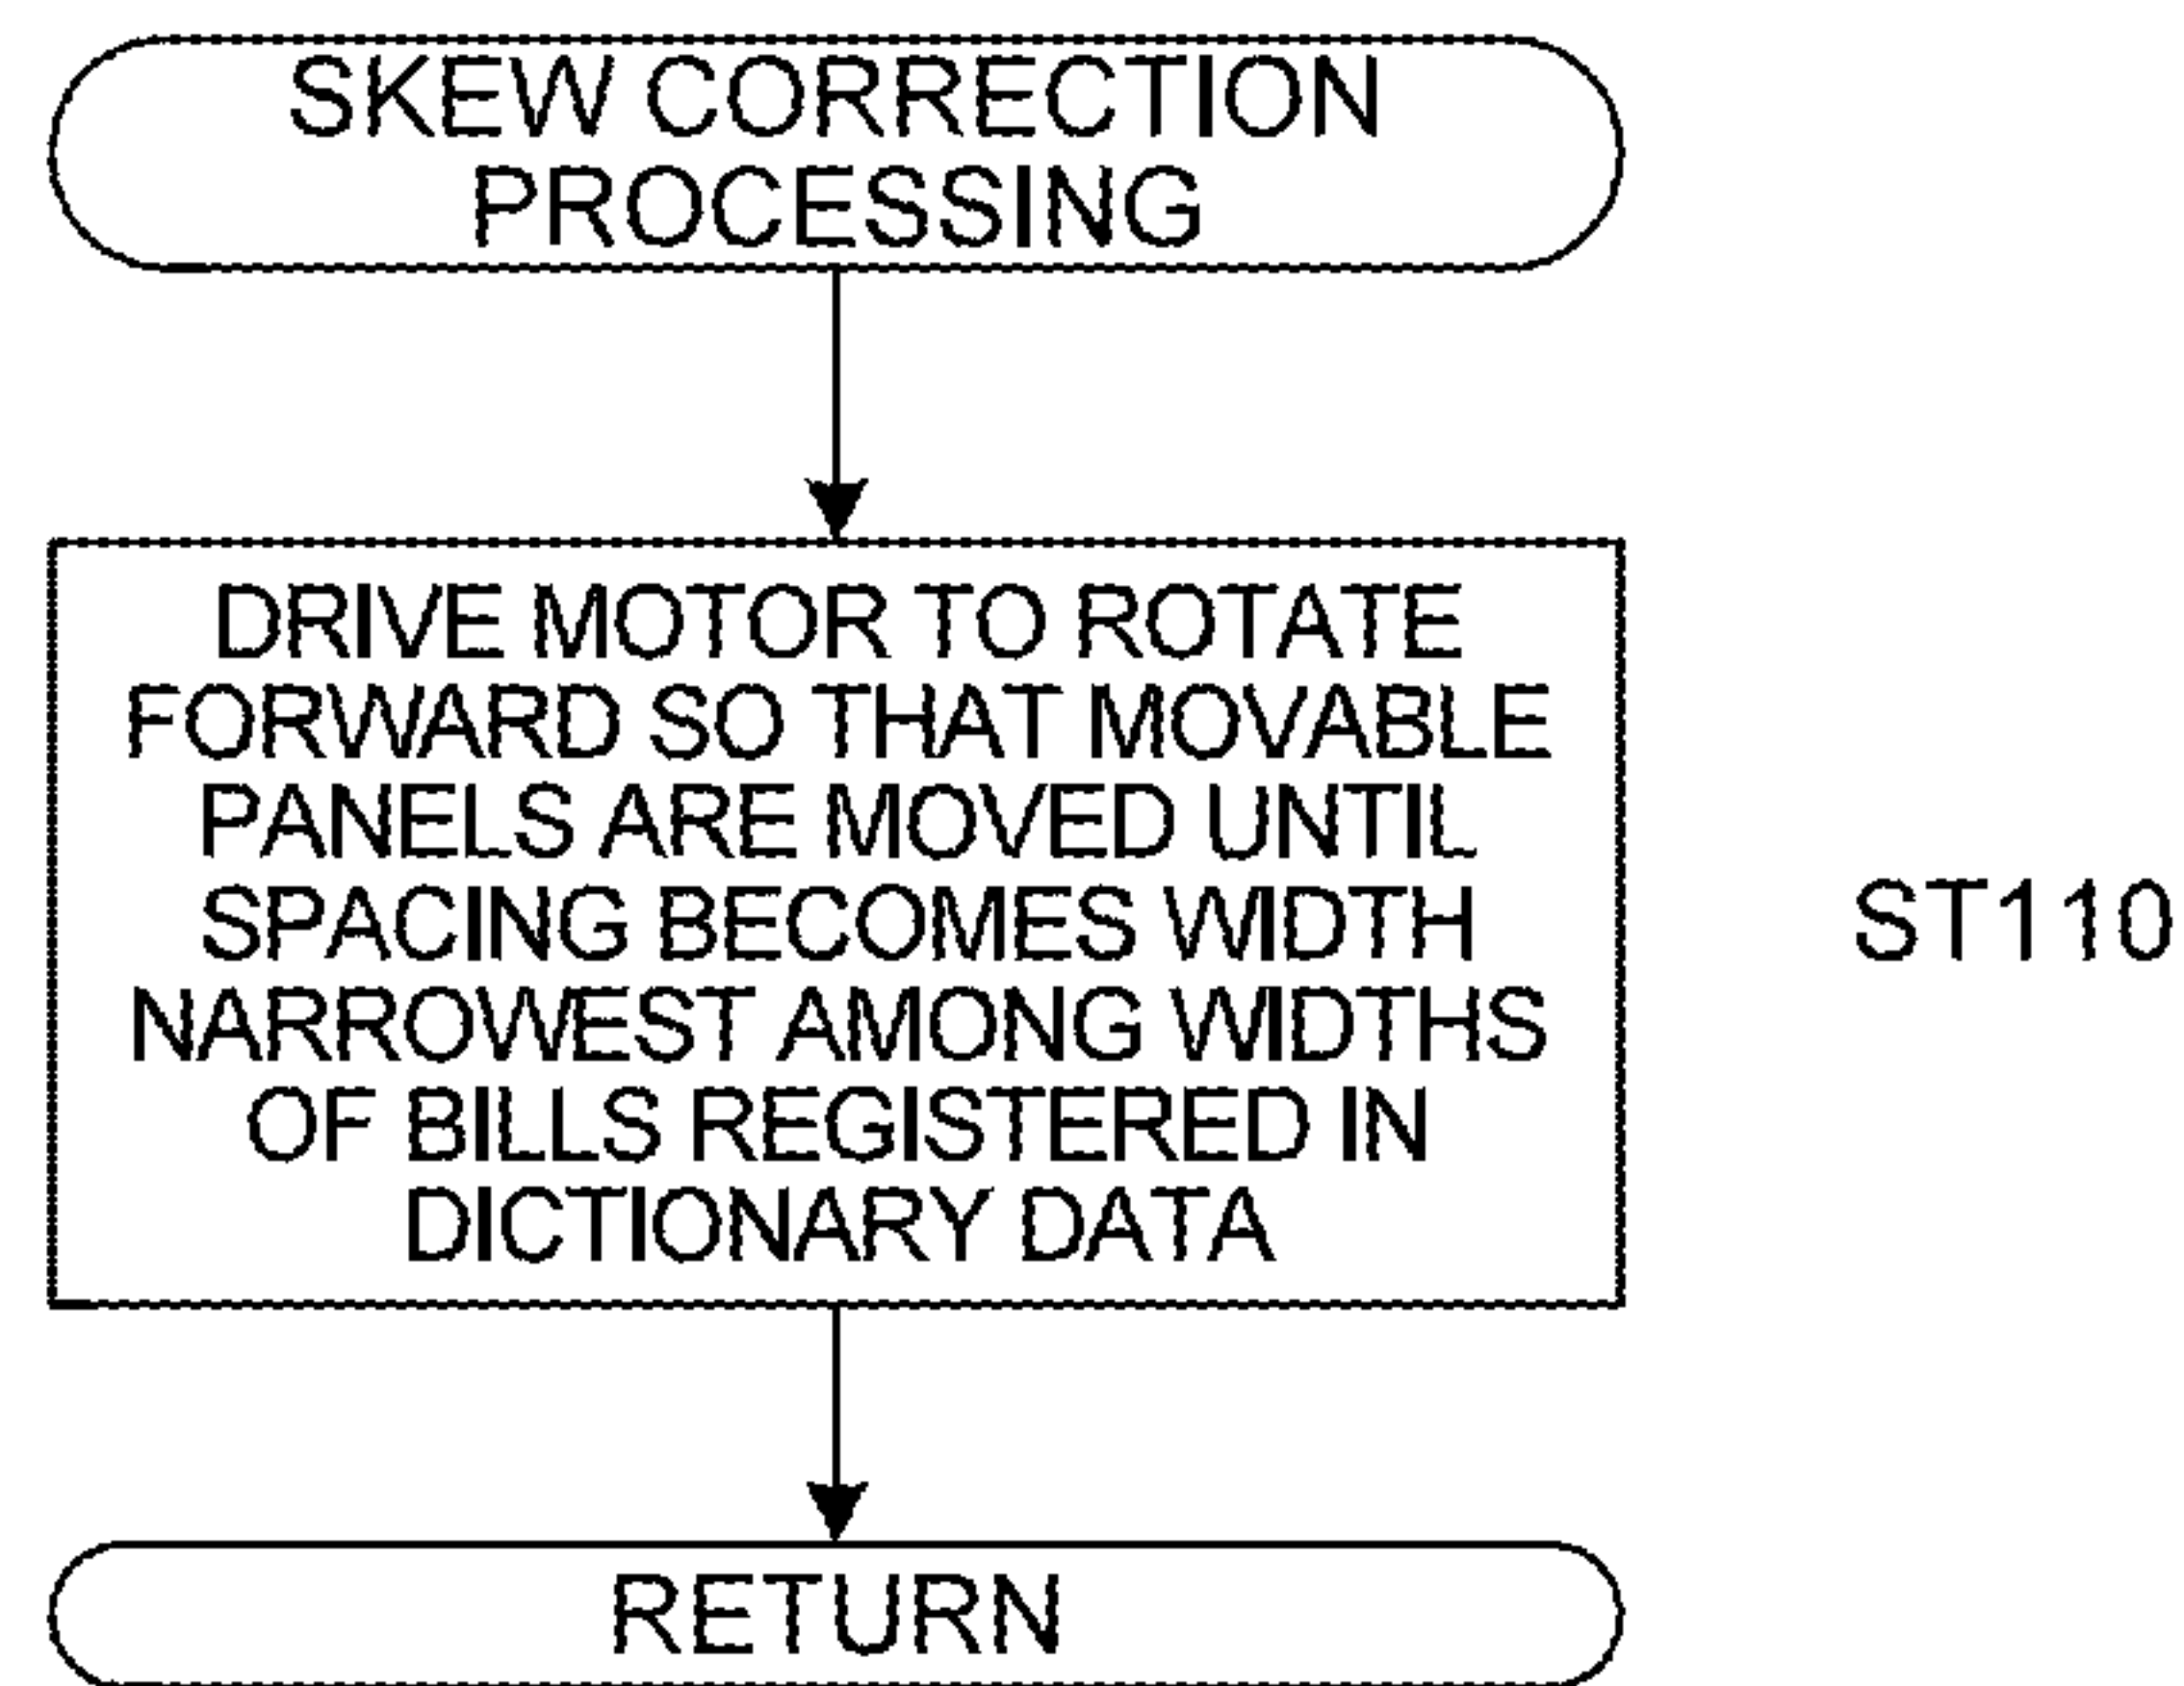 SKEW CORRECTION
PROCESSING
DRIVE MOTOR TO ROTATE
FORWARD SO THAT MOVABLE
PANELS ARE MOVED UNTIL
SPACING BECOMES WIDTH
NARROWEST AMONG WIDTHS
OF BILLS REGISTERED IN
DICTIONARY DATA
ST110
RETURN